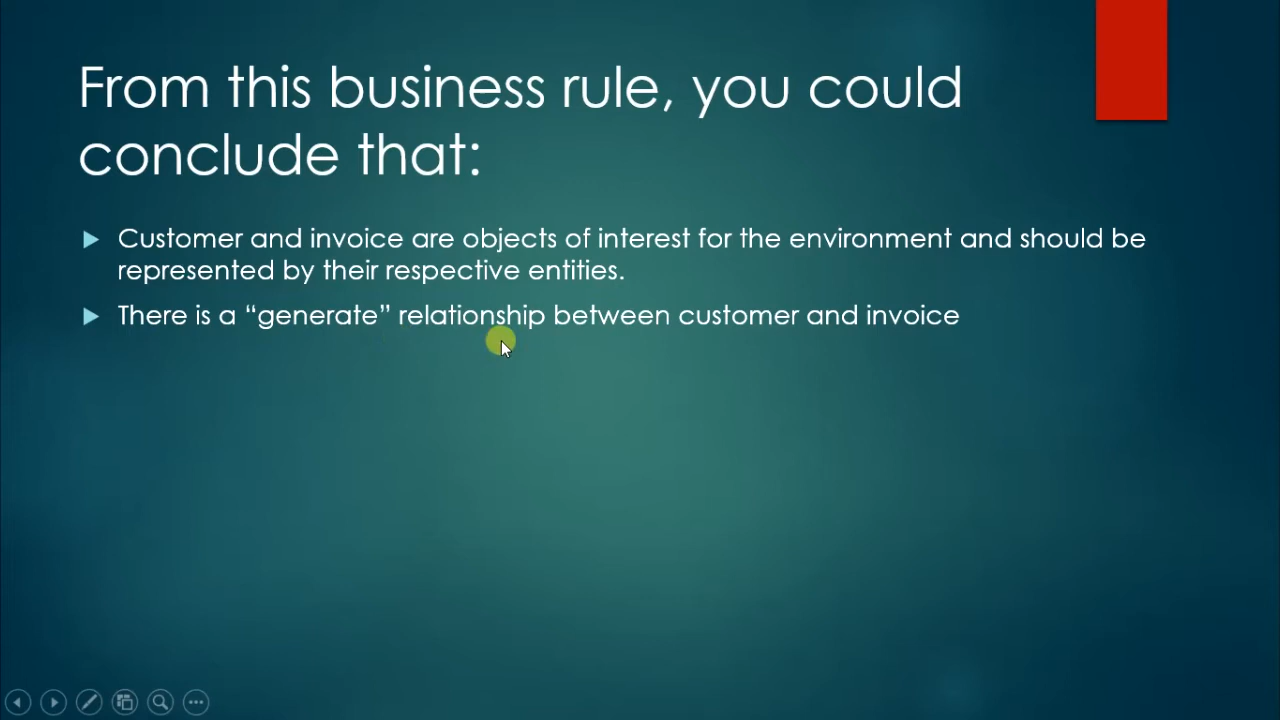 From this business rule, you could
conclude that:
Customer and invoice are objects of interest for the environment and should be
represented by their respective entities.
There is a “generate” relationship between customer and invoice